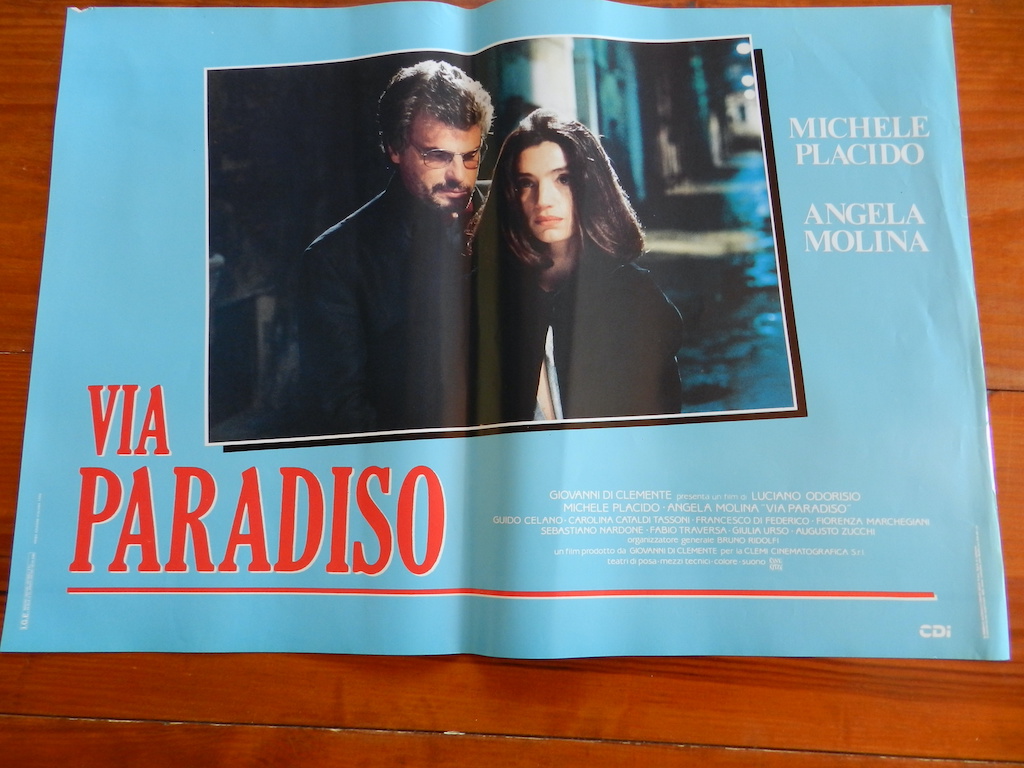 MICHELE
PLACIDO
ANGELA
MOLINA
VIA
PARADISO
GIOVANNI DI CLEMENTE presenta un film di LUCIANO ODORISIO
MICHELE PLACIDO · ANGELA MOLINA "VIA PARADISO"
GUIDO CELANO · CAROLINA CATALDI TASSONI · FRANCESCO DI FEDERICO · FIORENZA MARCHEGIANI
SEBASTIANO NARDONE · FABIO TRAVERSA · GIULIA URSO · AUGUSTO ZUCCHI
organizzatore generale BRUNO RIDOLFI
un film prodotto da GIOVANNI DI CLEMENTE per la CLEMI CINEMATOGRAFICA S.r.l.
teatri di posa · mezzi tecnici · colore · suono
CDi